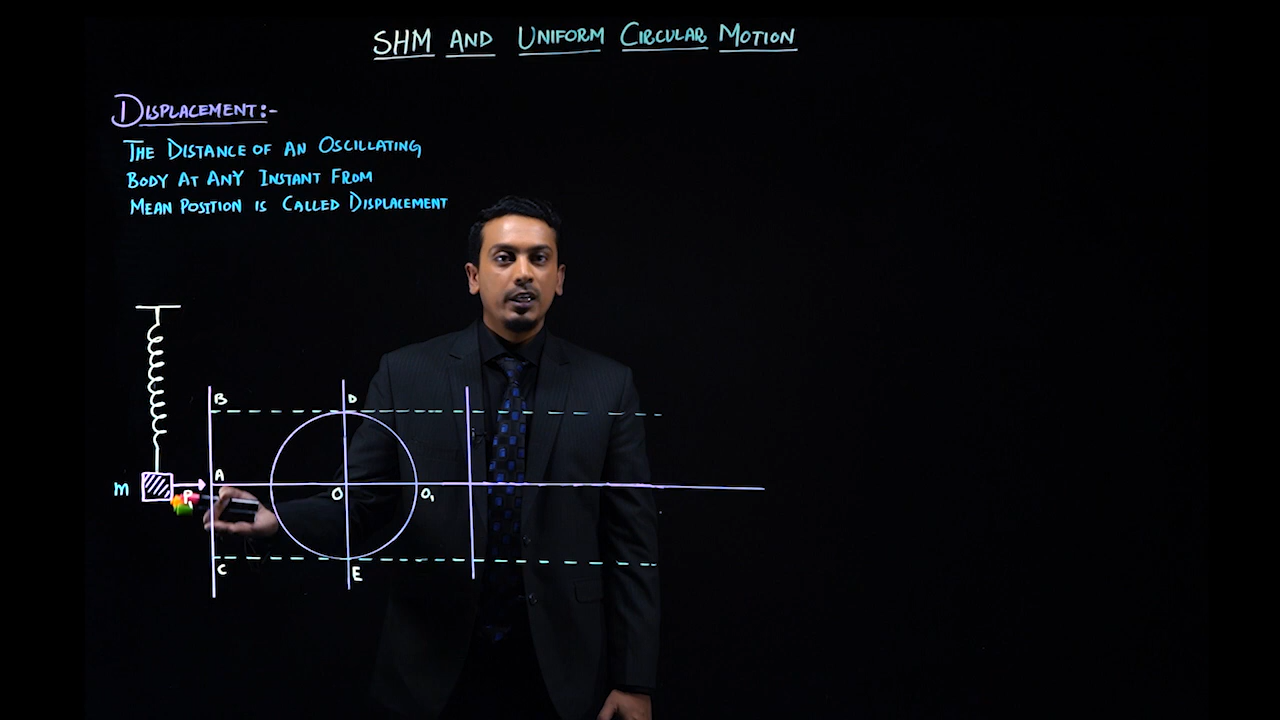 SHM AND UNIFORM CIRCULAR MOTION
DISPLACEMENT:-
THE DISTANCE OF AN OSCILLATING
BODY AT ANY INSTANT FROM
MEAN POSITION IS CALLED DISPLACEMENT
B
D
A
m
P1
O
O1
C
E